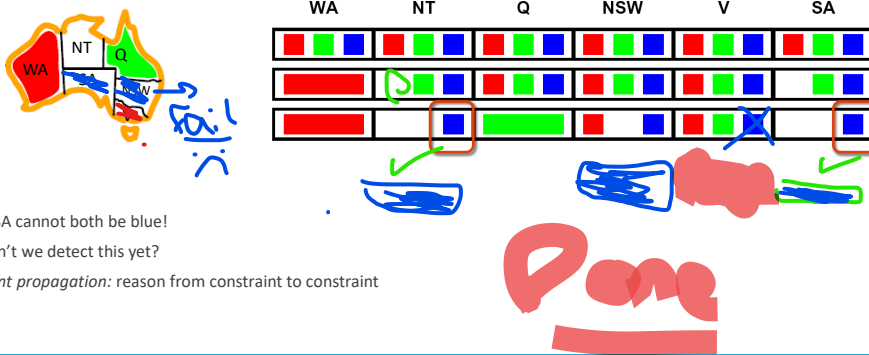 WA NT Q NSW V SA
NT
Q
WA
SA
NSW
Fail
A cannot both be blue!
n't we detect this yet?
nt propagation: reason from constraint to constraint
Done